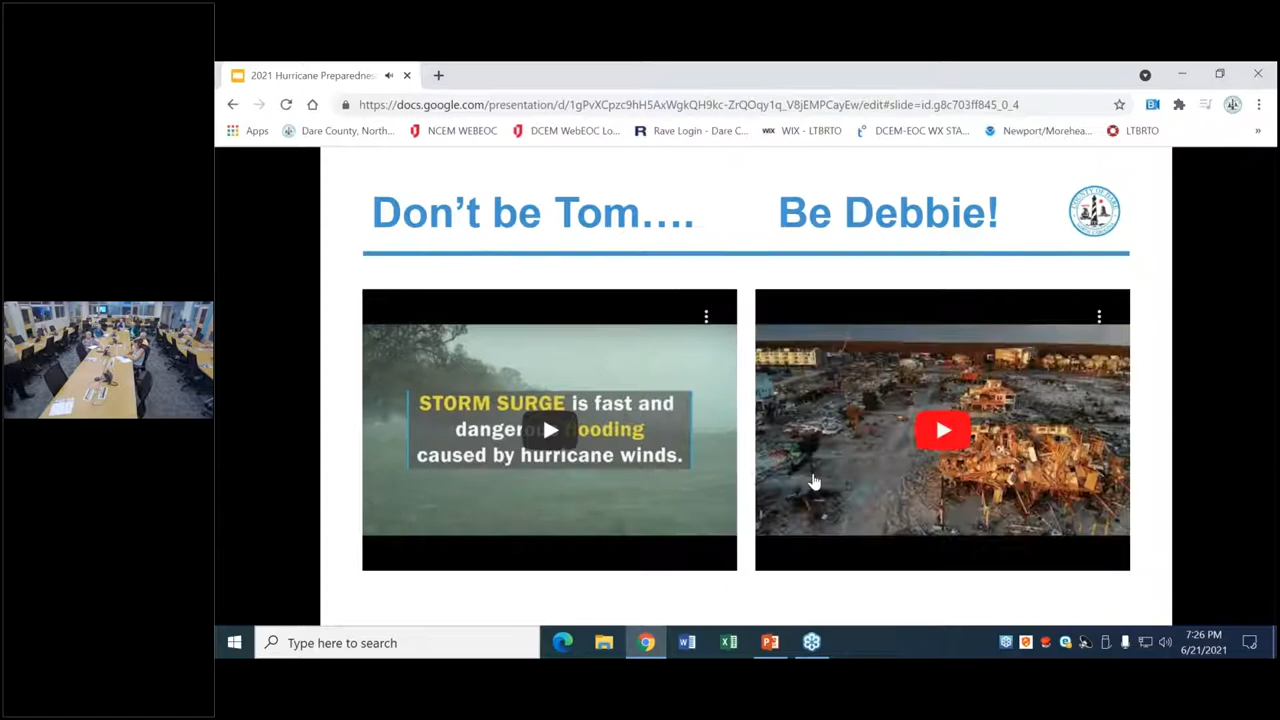 2021 Hurricane Preparednes
https://docs.google.com/presentation/d/1gPvXCpzc9hH5AxWgkQH9kc-ZrQOqy1q_V8jEMPCayEw/edit#slide=id.g8c703ff845_0_4
Apps Dare County, North... NCEM WEBEOC DCEM WebEOC Lo... Rave Login - Dare C... WIX WIX - LTBRTO DCEM-EOC WX STA... Newport/Morehea... LTBRTO »
Don't be Tom…. Be Debbie!
STORM SURGE is fast and
flooding
caused by hurricane winds.
Type here to search
7:26 PM
6/21/2021